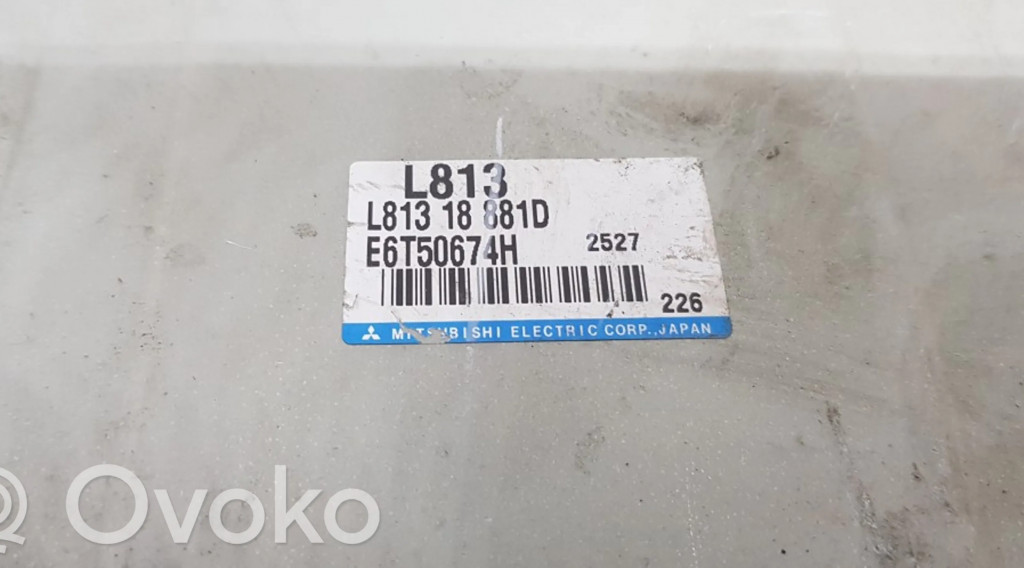 L813
L813 18 881D
E6T50674H 2527
226
MITSUBISHI ELECTRIC CORP.,JAPAN
Ovoko